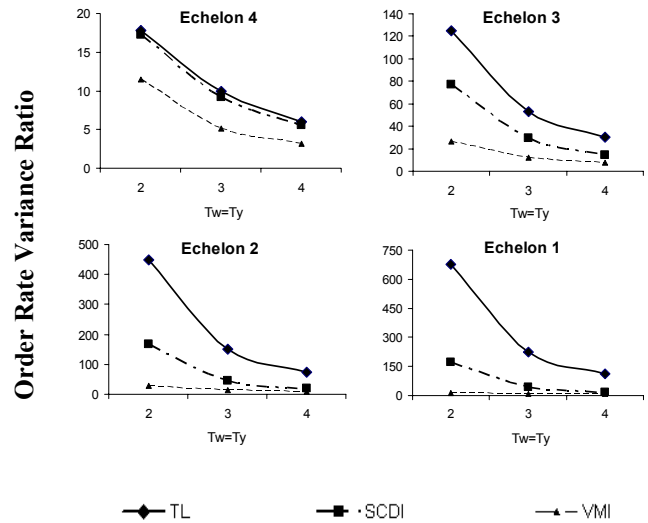 Order Rate Variance Ratio
Echelon 4
20
15
10
5
0
2 3 4
Tw=Ty
Echelon 3
140
120
100
80
60
40
20
0
2 3 4
Tw=Ty
Echelon 2
500
400
300
200
100
0
2 3 4
Tw=Ty
Echelon 1
750
600
450
300
150
0
2 3 4
Tw=Ty
TL SCDI VMI